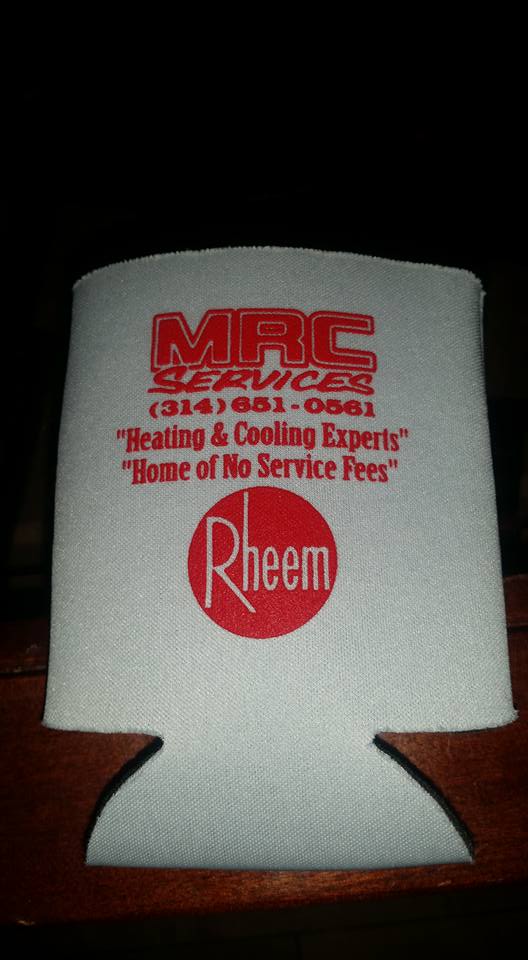 MRC
SERVICES
(314) 651-0561
"Heating & Cooling Experts"
"Home of No Service Fees"
Rheem